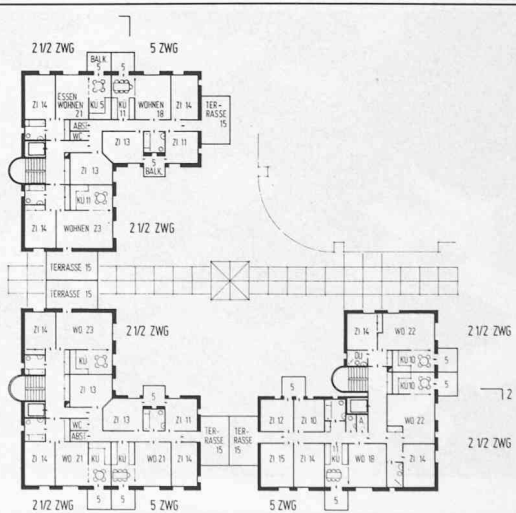 2 1/2 ZWG
5 ZWG
BALK.
5
5
ZI 14
ESSEN
WOHNEN
21
KÜ 5
KÜ
11
WOHNEN
18
ZI 14
TER-
RASSE
15
ABST
WC
ZI 13
ZI 11
ZI 13
5
BALK.
KÜ 11
ZI 14
WOHNEN 23
2 1/2 ZWG
TERRASSE 15
TERRASSE 15
ZI 14
WO. 23
2 1/2 ZWG
KÜ
ZI 13
5
ZI 13
ZI 11
WC
ABST
TER-
RASSE
15
TER-
RASSE
15
ZI 14
WO 21
KÜ
KÜ
WO 21
ZI 14
5
5
2 1/2 ZWG
5 ZWG
ZI 14
WO. 22
2 1/2 ZWG
DU
KÜ 10
5
KÜ 10
5
2
5
ZI 12
ZI 10
A.
WO 22
2 1/2 ZWG
ZI 15
ZI 14
11
KÜ
WO 18
ZI 14
5 ZWG
5